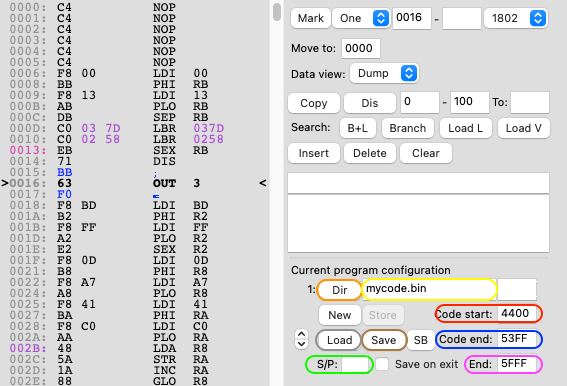 0000: C4 NOP
0001: C4 NOP
0002: C4 NOP
0003: C4 NOP
0004: C4 NOP
0005: C4 NOP
0006: F8 00 LDI 00
0008: BB PHI RB
0009: F8 13 LDI 13
000B: AB PLO RB
000C: DB SEP RB
000D: C0 03 7D LBR 037D
0010: C0 02 58 LBR 0258
0013: EB SEX RB
0014: 71 DIS
0015: BB ;
>0016: 63 OUT 3 <
0017: F0 =
0018: F8 BD LDI BD
001A: B2 PHI R2
001B: F8 FF LDI FF
001D: A2 PLO R2
001E: E2 SEX R2
001F: F8 0D LDI 0D
0021: B8 PHI R8
0022: F8 A7 LDI A7
0024: A8 PLO R8
0025: F8 41 LDI 41
0027: BA PHI RA
0028: F8 C0 LDI C0
002A: AA PLO RA
002B: 48 LDA R8
002C: 5A STR RA
002D: 1A INC RA
002E: 88 GLO R8
Mark One 0016 - 1802
Move to: 0000
Data view: Dump
Copy Dis 0 - 100 To:
Search: B+L Branch Load L Load V
Insert Delete Clear
Current program configuration
1: Dir mycode.bin
New Store Code start: 4400
Load Save SB Code end: 53FF
S/P: Save on exit End: 5FFF